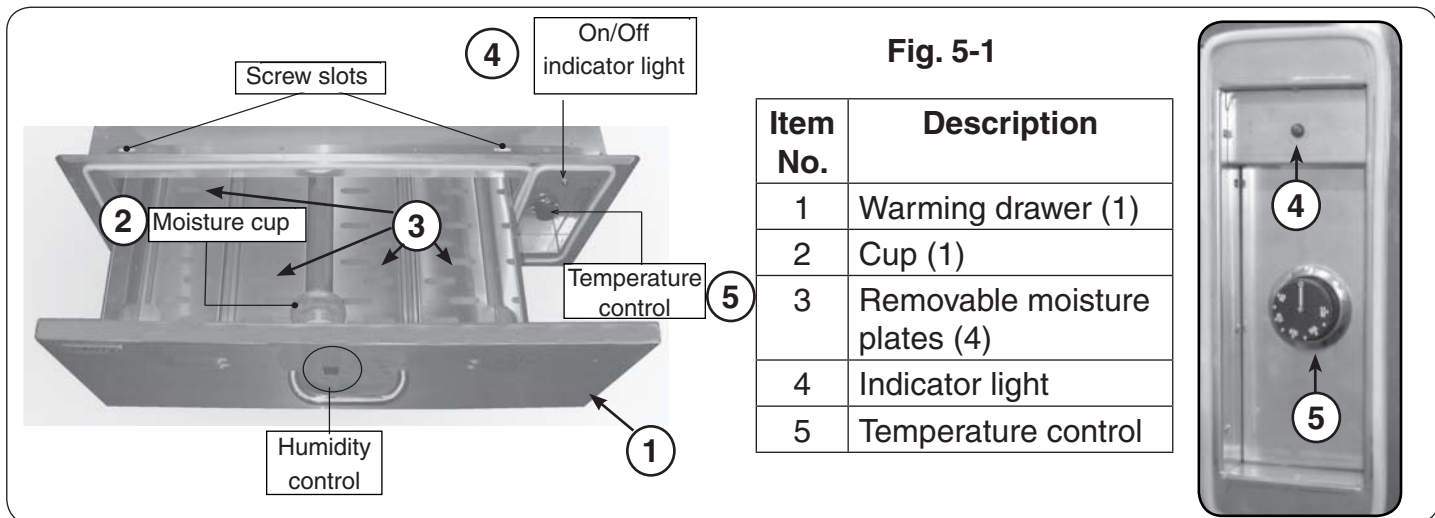 4
On/Off
indicator light
Fig. 5-1
Screw slots
2
Moisture cup
3
Temperature
control
5
Humidity
control
1
Item No. Description
1 Warming drawer (1)
2 Cup (1)
3 Removable moisture
plates (4)
4 Indicator light
5 Temperature control
4
5